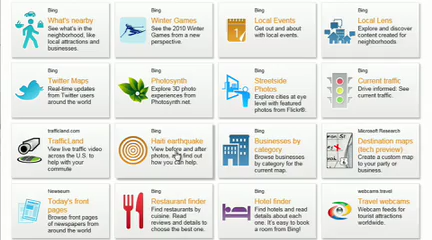 Bing
What's nearby
See what's in the
neighborhood, like
local attractions and
businesses.
Bing
Winter Games
See the 2010 Winter
Games from a new
perspective.
Bing
Local Events
Get out and about
with local events.
Bing
Local Lens
Explore and discover
content created for
neighborhoods
Bing
Twitter Maps
Real-time updates
from Twitter users
around the world
Bing
Photosynth
Explore 3D photo
experiences from
Photosynth.net.
Bing
Streetside
Photos
Explore cities at eye
level with featured
photos from Flickr®.
Bing
Current traffic
Drive informed. See
current traffic.
trafficland.com
TrafficLand
View live traffic video
across the U.S. to
help with your
commute
Bing
Haiti earthquake
View before and after
photos, and find out
how you can help.
Bing
Businesses by
category
Browse businesses
by category for the
current map.
Microsoft Research
Destination maps
(tech preview)
Create a custom map
to your party or
business.
Newseum
Today's front
pages
Browse front pages
of newspapers from
around the world
Bing
Restaurant finder
Find restaurants by
cuisine. Read
reviews and details to
choose the best one.
Bing
Hotel finder
Find hotels and read
details about each
one. It's easy to book
a room from Bing!
webcams.travel
Travel webcams
Webcam feeds for
tourist attractions
worldwide.